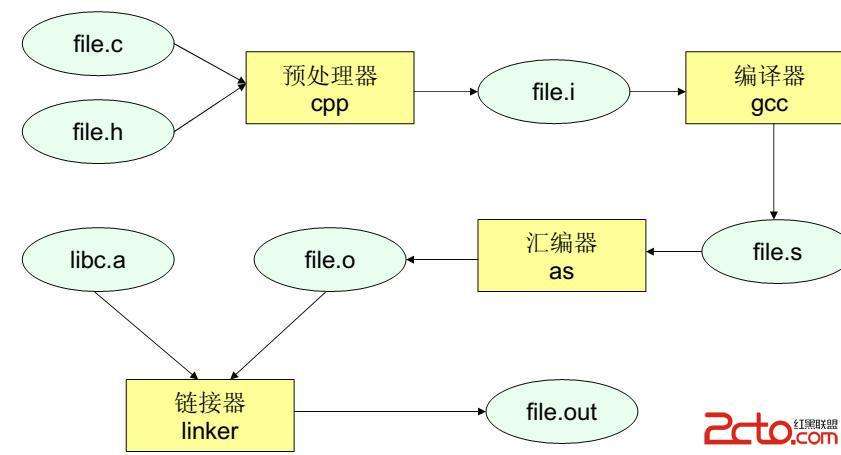 file.c
预处理器
cpp
file.i
编译器
gcc
file.h
libc.a
file.o
汇编器
as
file.s
链接器
linker
file.out
2cto.com
红黑联盟